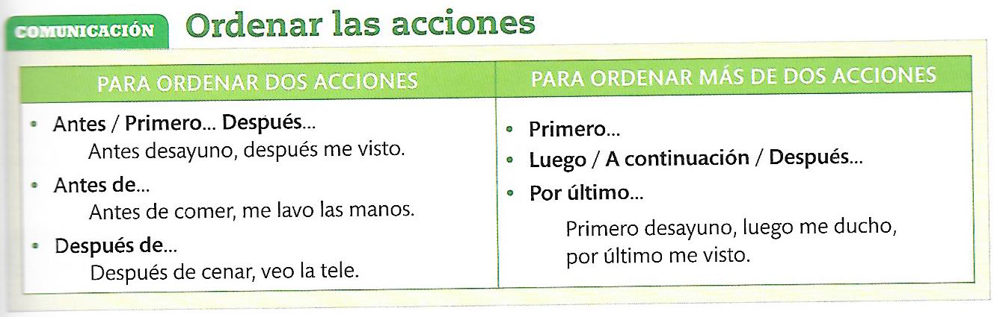 COMUNICACIÓN
Ordenar las acciones
PARA ORDENAR DOS ACCIONES
• Antes / Primero... Después...
Antes desayuno, después me visto.
• Antes de...
Antes de comer, me lavo las manos.
• Después de...
Después de cenar, veo la tele.
PARA ORDENAR MÁS DE DOS ACCIONES
• Primero...
• Luego / A continuación / Después...
• Por último...
Primero desayuno, luego me ducho,
por último me visto.